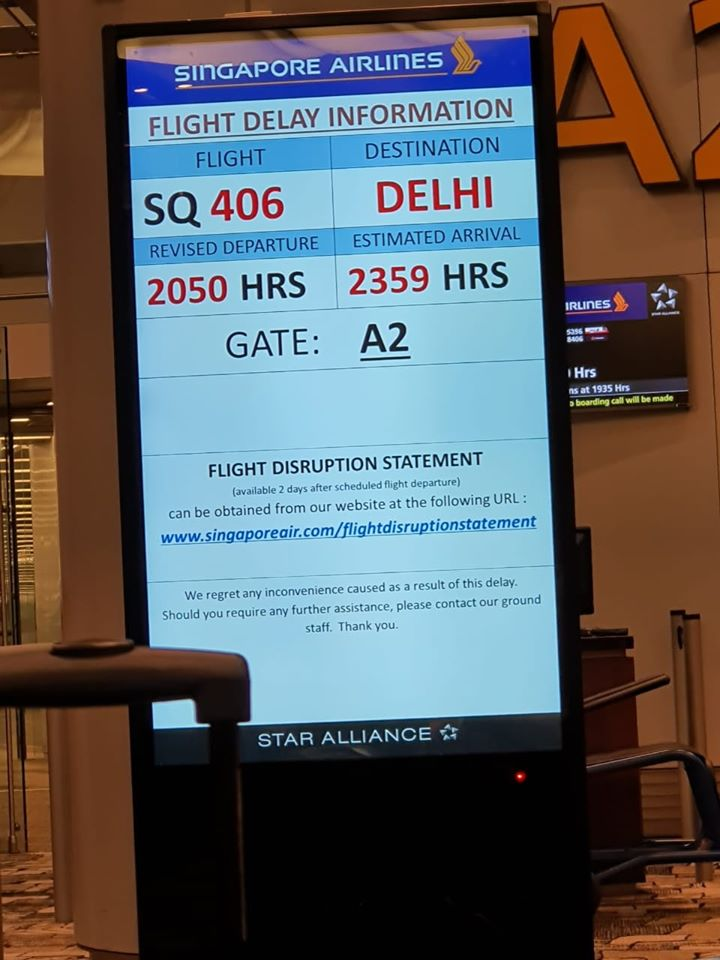 SINGAPORE AIRLINES
FLIGHT DELAY INFORMATION
FLIGHT DESTINATION
SQ 406 DELHI
REVISED DEPARTURE ESTIMATED ARRIVAL
2050 HRS 2359 HRS
GATE: A2
FLIGHT DISRUPTION STATEMENT
(available 2 days after scheduled flight departure)
can be obtained from our website at the following URL :
www.singaporeair.com/flightdisruptionstatement
We regret any inconvenience caused as a result of this delay.
Should you require any further assistance, please contact our ground
staff. Thank you.
STAR ALLIANCE
A2
IRLINES
STAR ALLIANCE
Hrs
ns at 1935 Hrs
o boarding call will be made